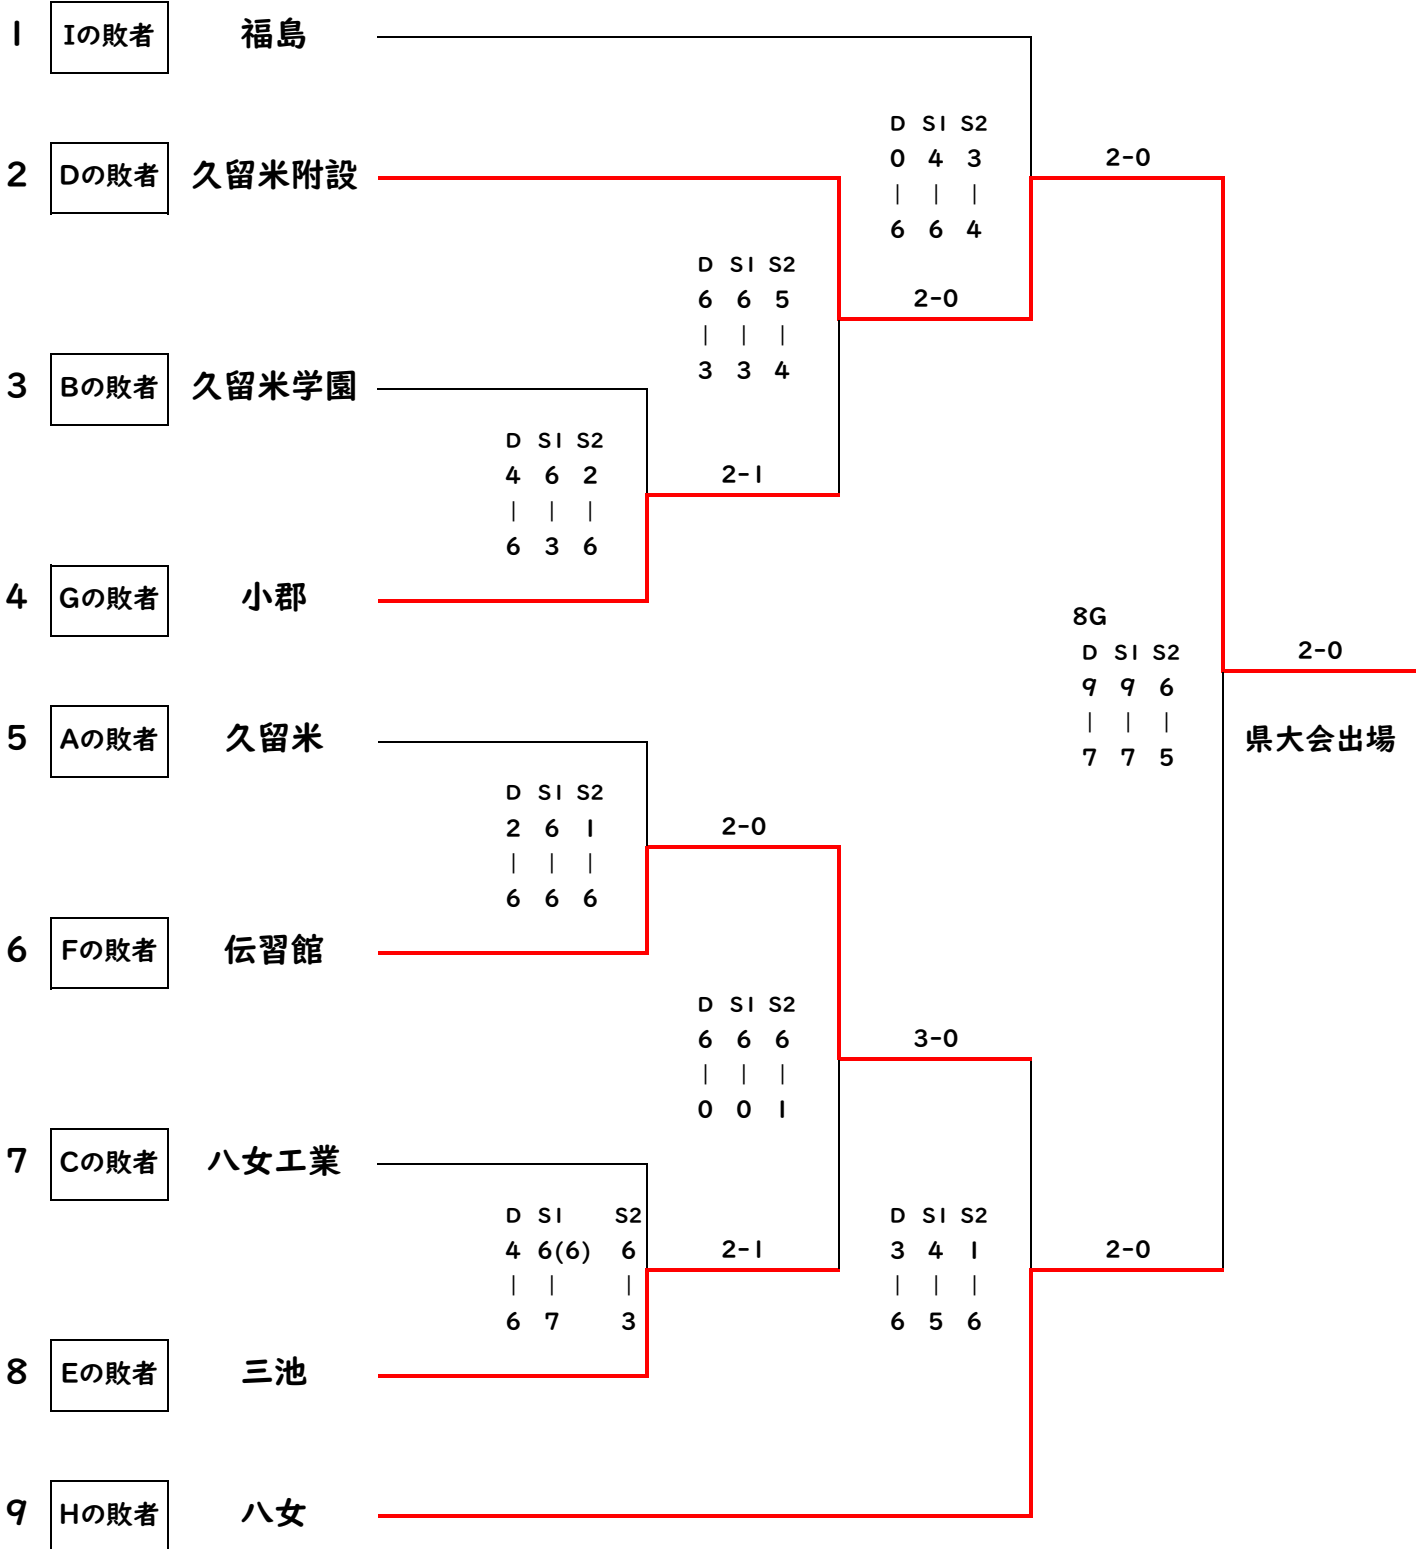 1 Iの敗者 福島
D S1 S2
0 4 3 2-0
| | |
2 Dの敗者 久留米附設
6 6 4
D S1 S2
6 6 5 2-0
| | |
3 4 ​3
3 Bの敗者 久留米学園
D S1 S2
4 6 2 2-1
| | |
6 3 6
4 Gの敗者 小郡
8G
D S1 S2 2-0
9 9 6
| | |
7 7 5
5 Aの敗者 久留米 県大会出場
D S1 S2
2 6 1 2-0
| | |
6 6 6
6 Fの敗者 伝習館
D S1 S2
6 6 6 3-0
| | |
0 0 1
7 Cの敗者 八女工業
D S1 S2 D S1 S2
4 6(6) 6 2-1 3 4 1 2-0
| | | | | |
6 7 3 6 5 6
8 Eの敗者 三池
9 Hの敗者 八女